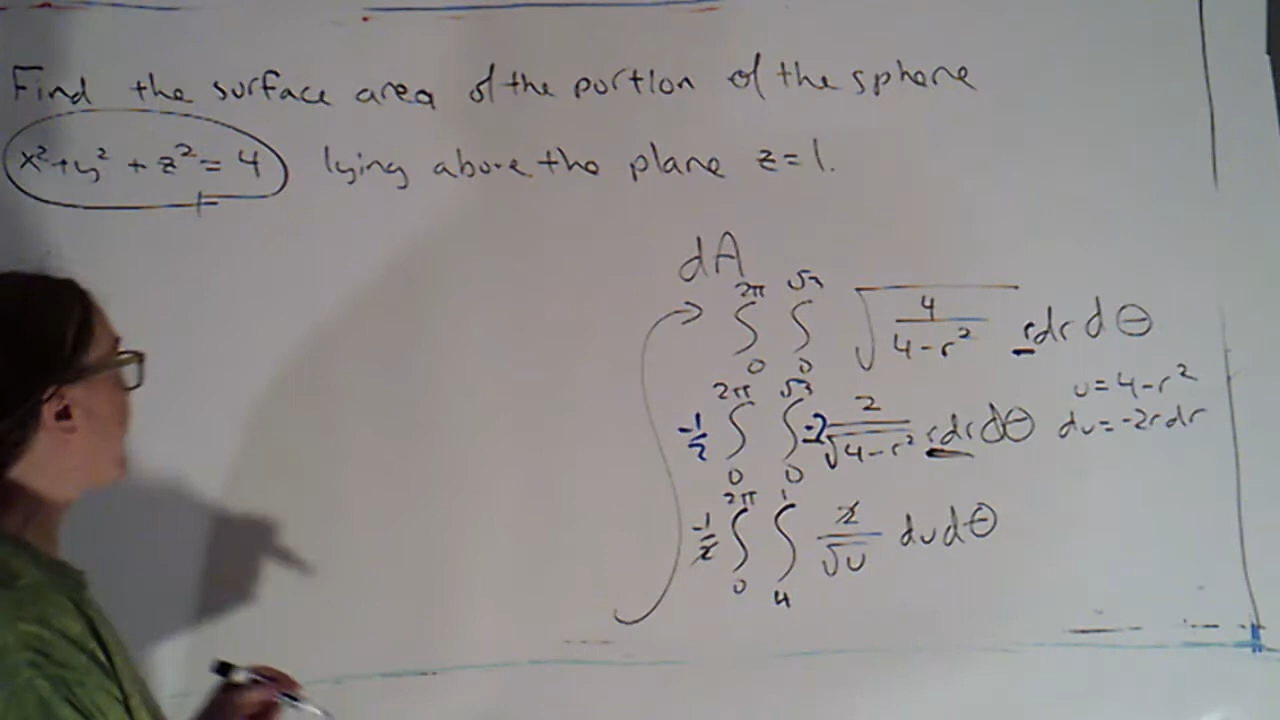 Find the surface area of the portion of the sphere
x²+y²+z²=4 lying above the plane z=1.
dA
∫₀^2π ∫₀^√3 √(4/(4-r²)) r dr dθ
u=4-r²
-1/2 ∫₀^2π ∫₀^√3 -2 2/√(4-r²) r dr dθ du=-2rdr
-1/2 ∫₀^2π ∫₄^1 2/√u du dθ